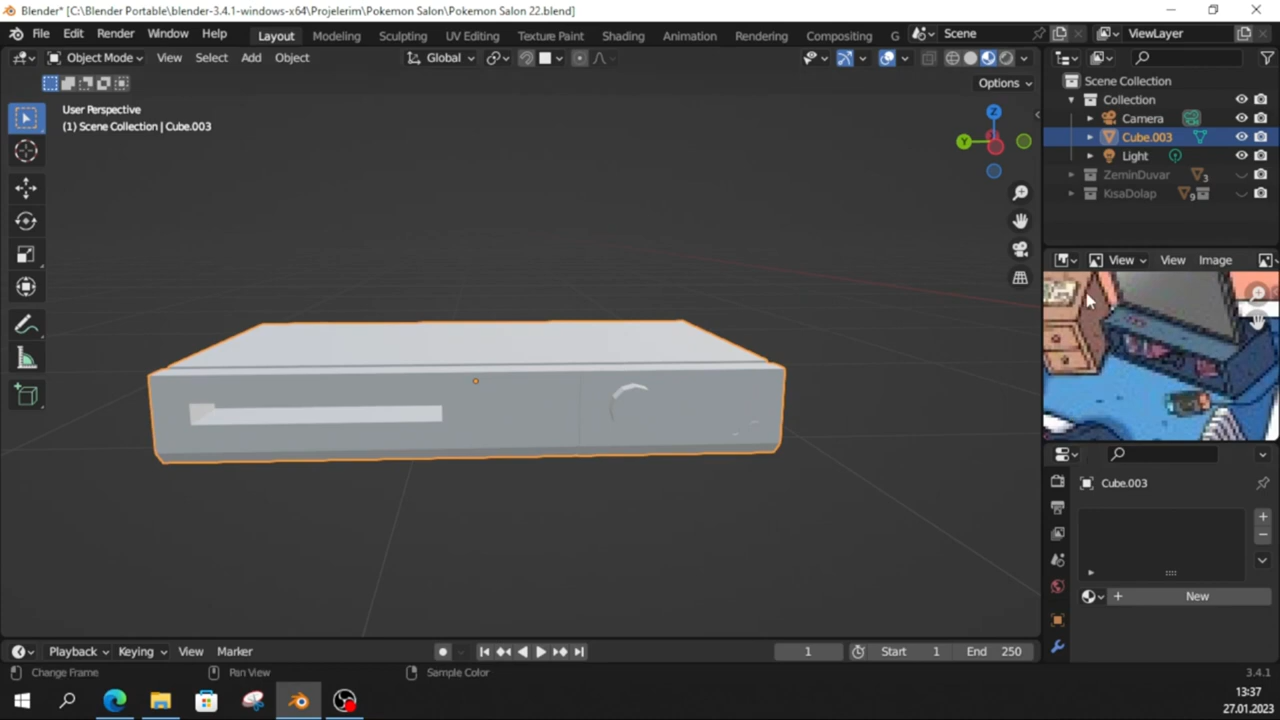 Blender* [C:\Blender Portable\blender-3.4.1-windows-x64\Projelerim\Pokemon Salon\Pokemon Salon 22.blend]
File Edit Render Window Help Layout Modeling Sculpting UV Editing Texture Paint Shading Animation Rendering Compositing G Scene ViewLayer
Object Mode View Select Add Object Global
Options
User Perspective
(1) Scene Collection | Cube.003
Z
Y
Scene Collection
Collection
Camera
Cube.003
Light
ZeminDuvar 3
KısaDolap 9
View View Image
Cube.003
New
Playback Keying View Marker 1 Start 1 End 250
Change Frame Pan View Sample Color 3.4.1
13:37
27.01.2023